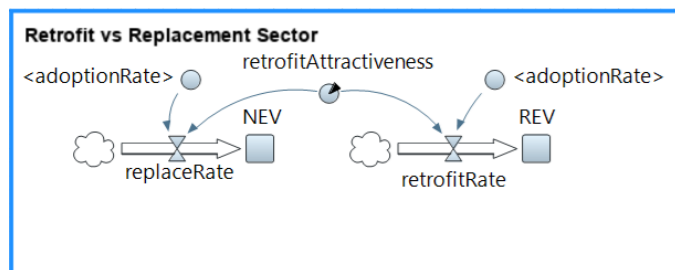 Retrofit vs Replacement Sector
<adoptionRate>
retrofitAttractiveness
<adoptionRate>
NEV
REV
replaceRate
retrofitRate